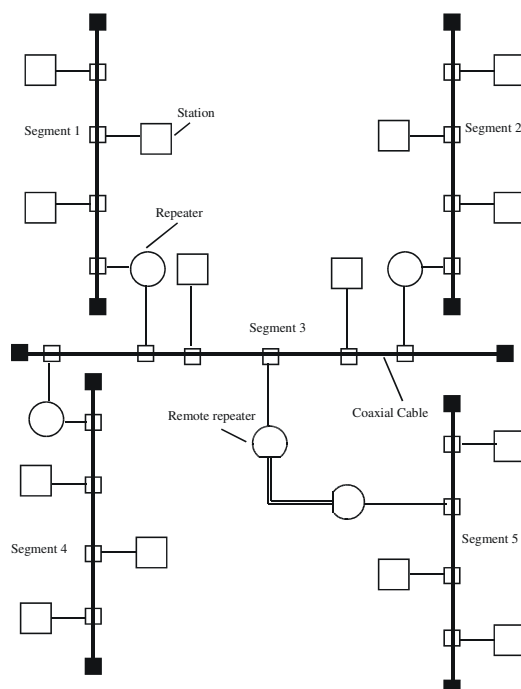 Station
Segment 1
Segment 2
Repeater
Segment 3
Remote repeater
Coaxial Cable
Segment 4
Segment 5